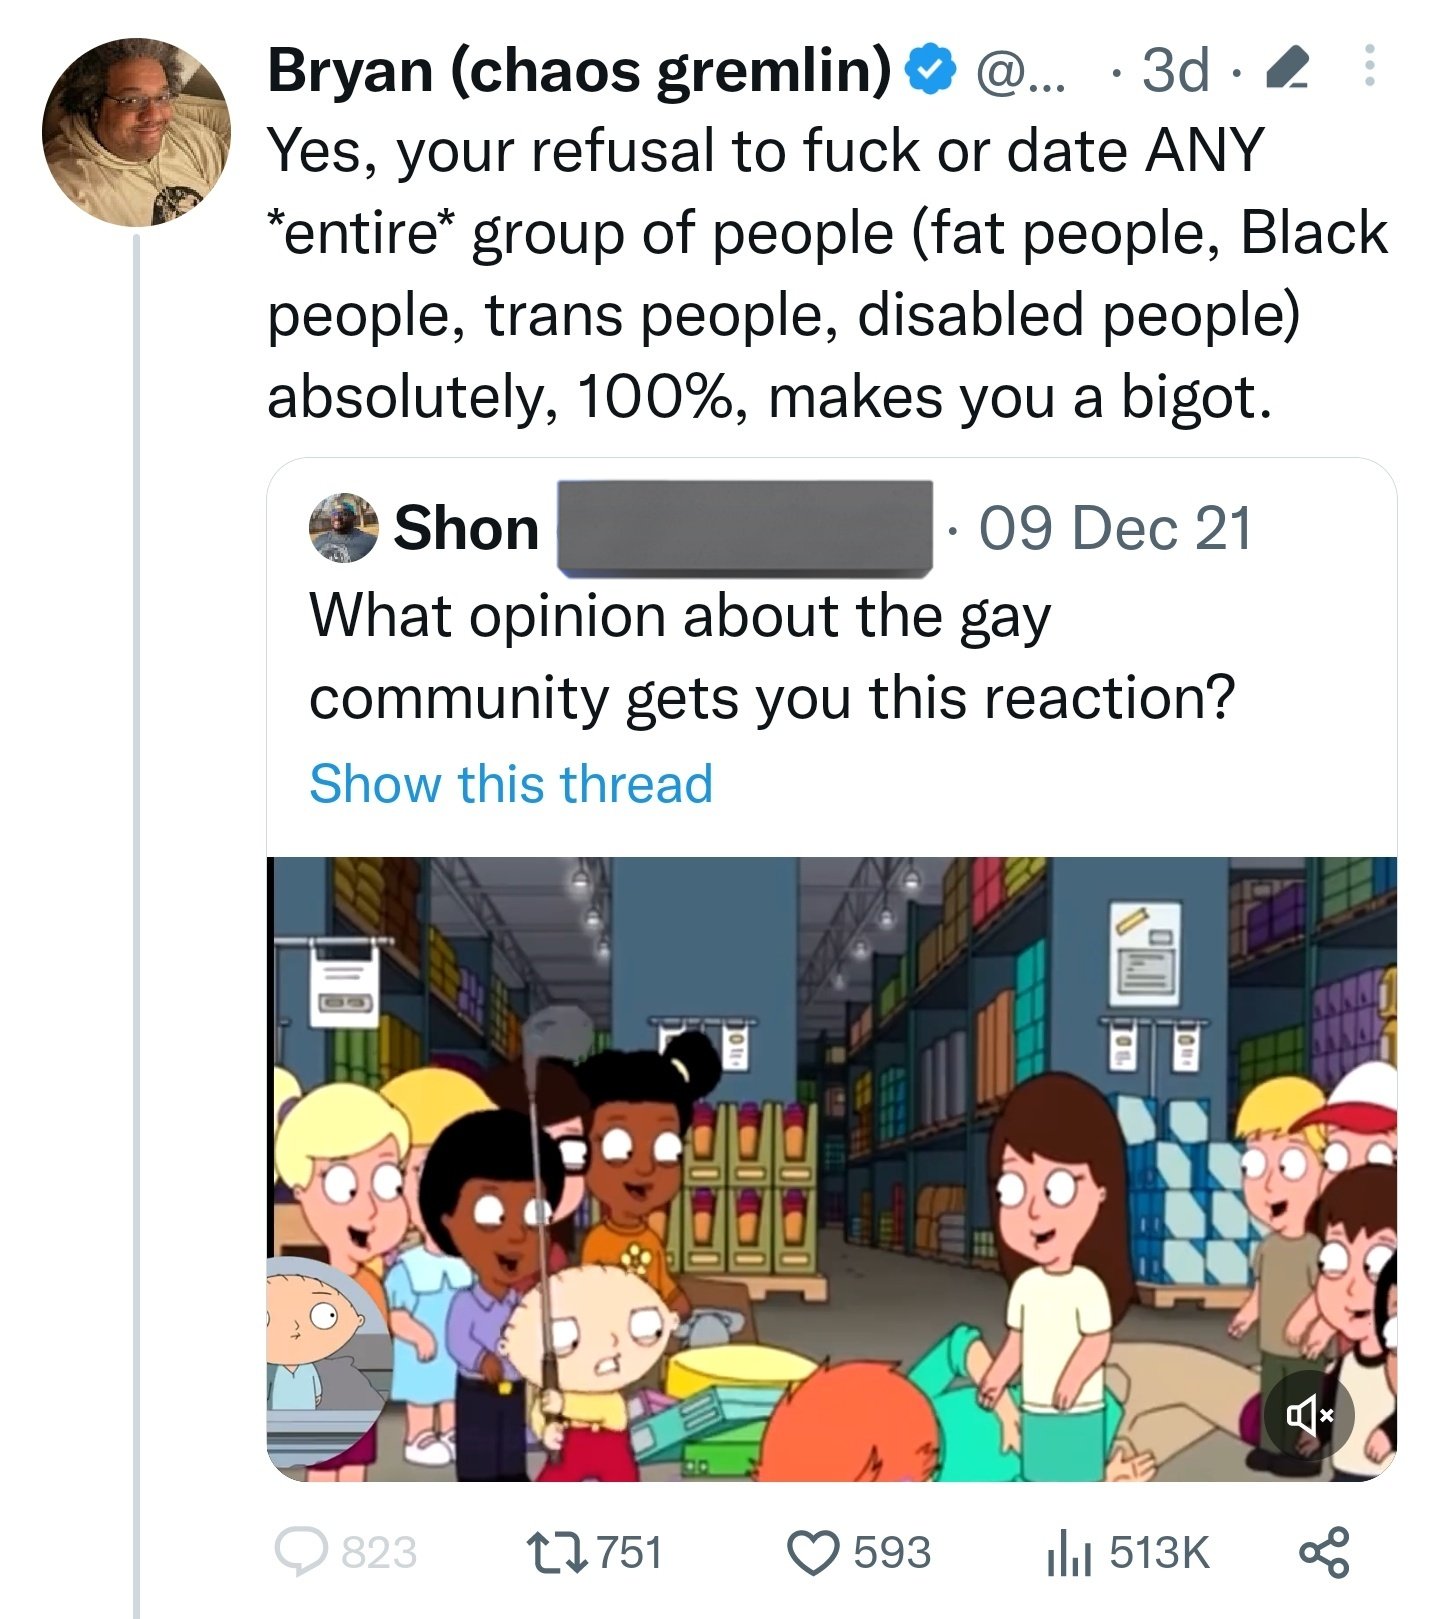 Bryan (chaos gremlin) @... · 3d ·
Yes, your refusal to fuck or date ANY
*entire* group of people (fat people, Black
people, trans people, disabled people)
absolutely, 100%, makes you a bigot.
Shon · 09 Dec 21
What opinion about the gay
community gets you this reaction?
Show this thread
823 751 593 513K